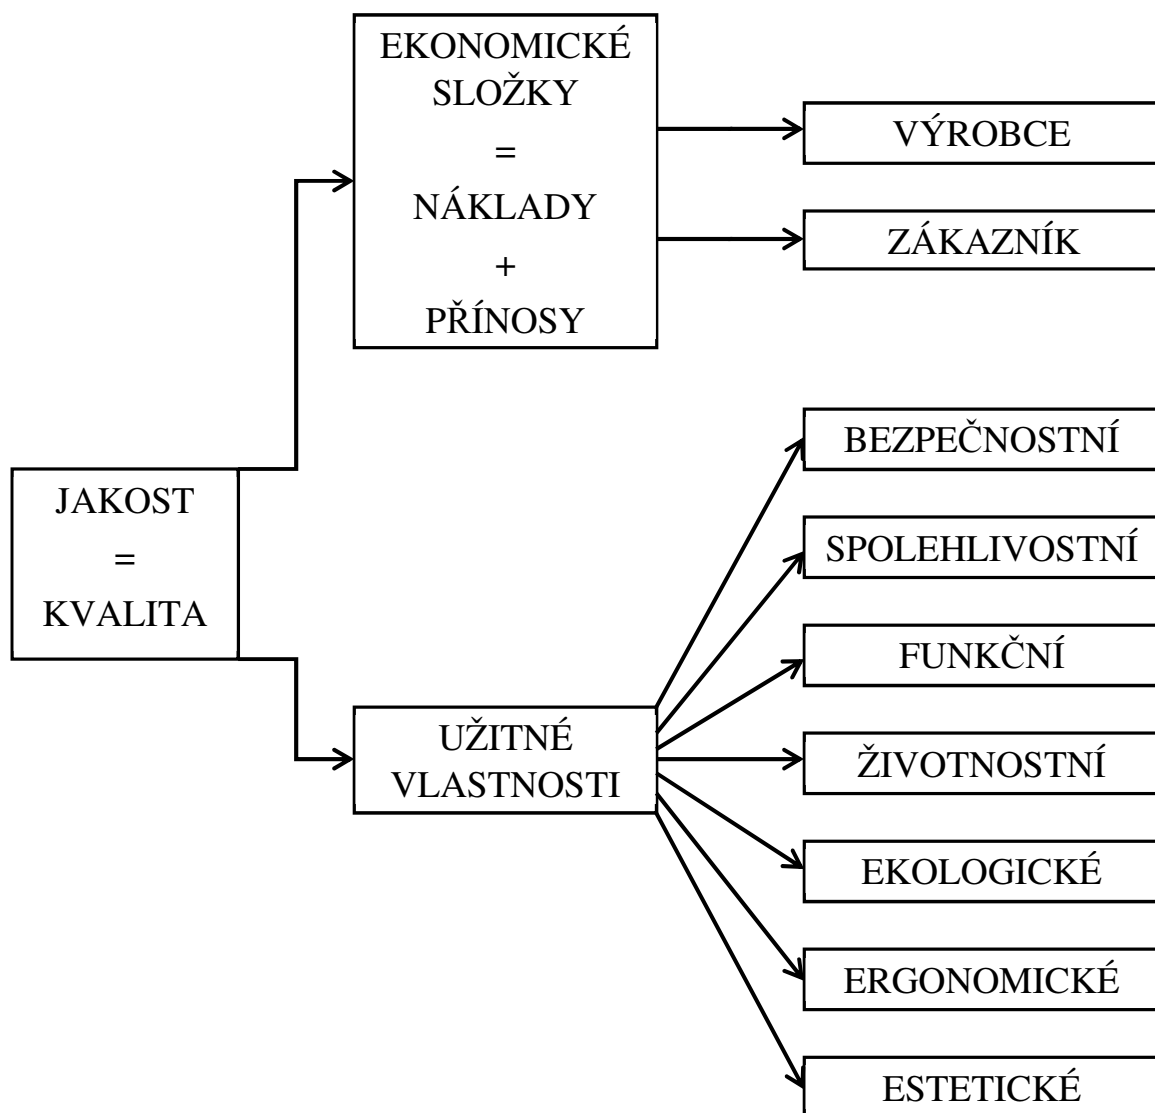 JAKOST
=
KVALITA
EKONOMICKÉ
SLOŽKY
=
NÁKLADY
+
PŘÍNOSY
VÝROBCE
ZÁKAZNÍK
UŽITNÉ
VLASTNOSTI
BEZPEČNOSTNÍ
SPOLEHLIVOSTNÍ
FUNKČNÍ
ŽIVOTNOSTNÍ
EKOLOGICKÉ
ERGONOMICKÉ
ESTETICKÉ